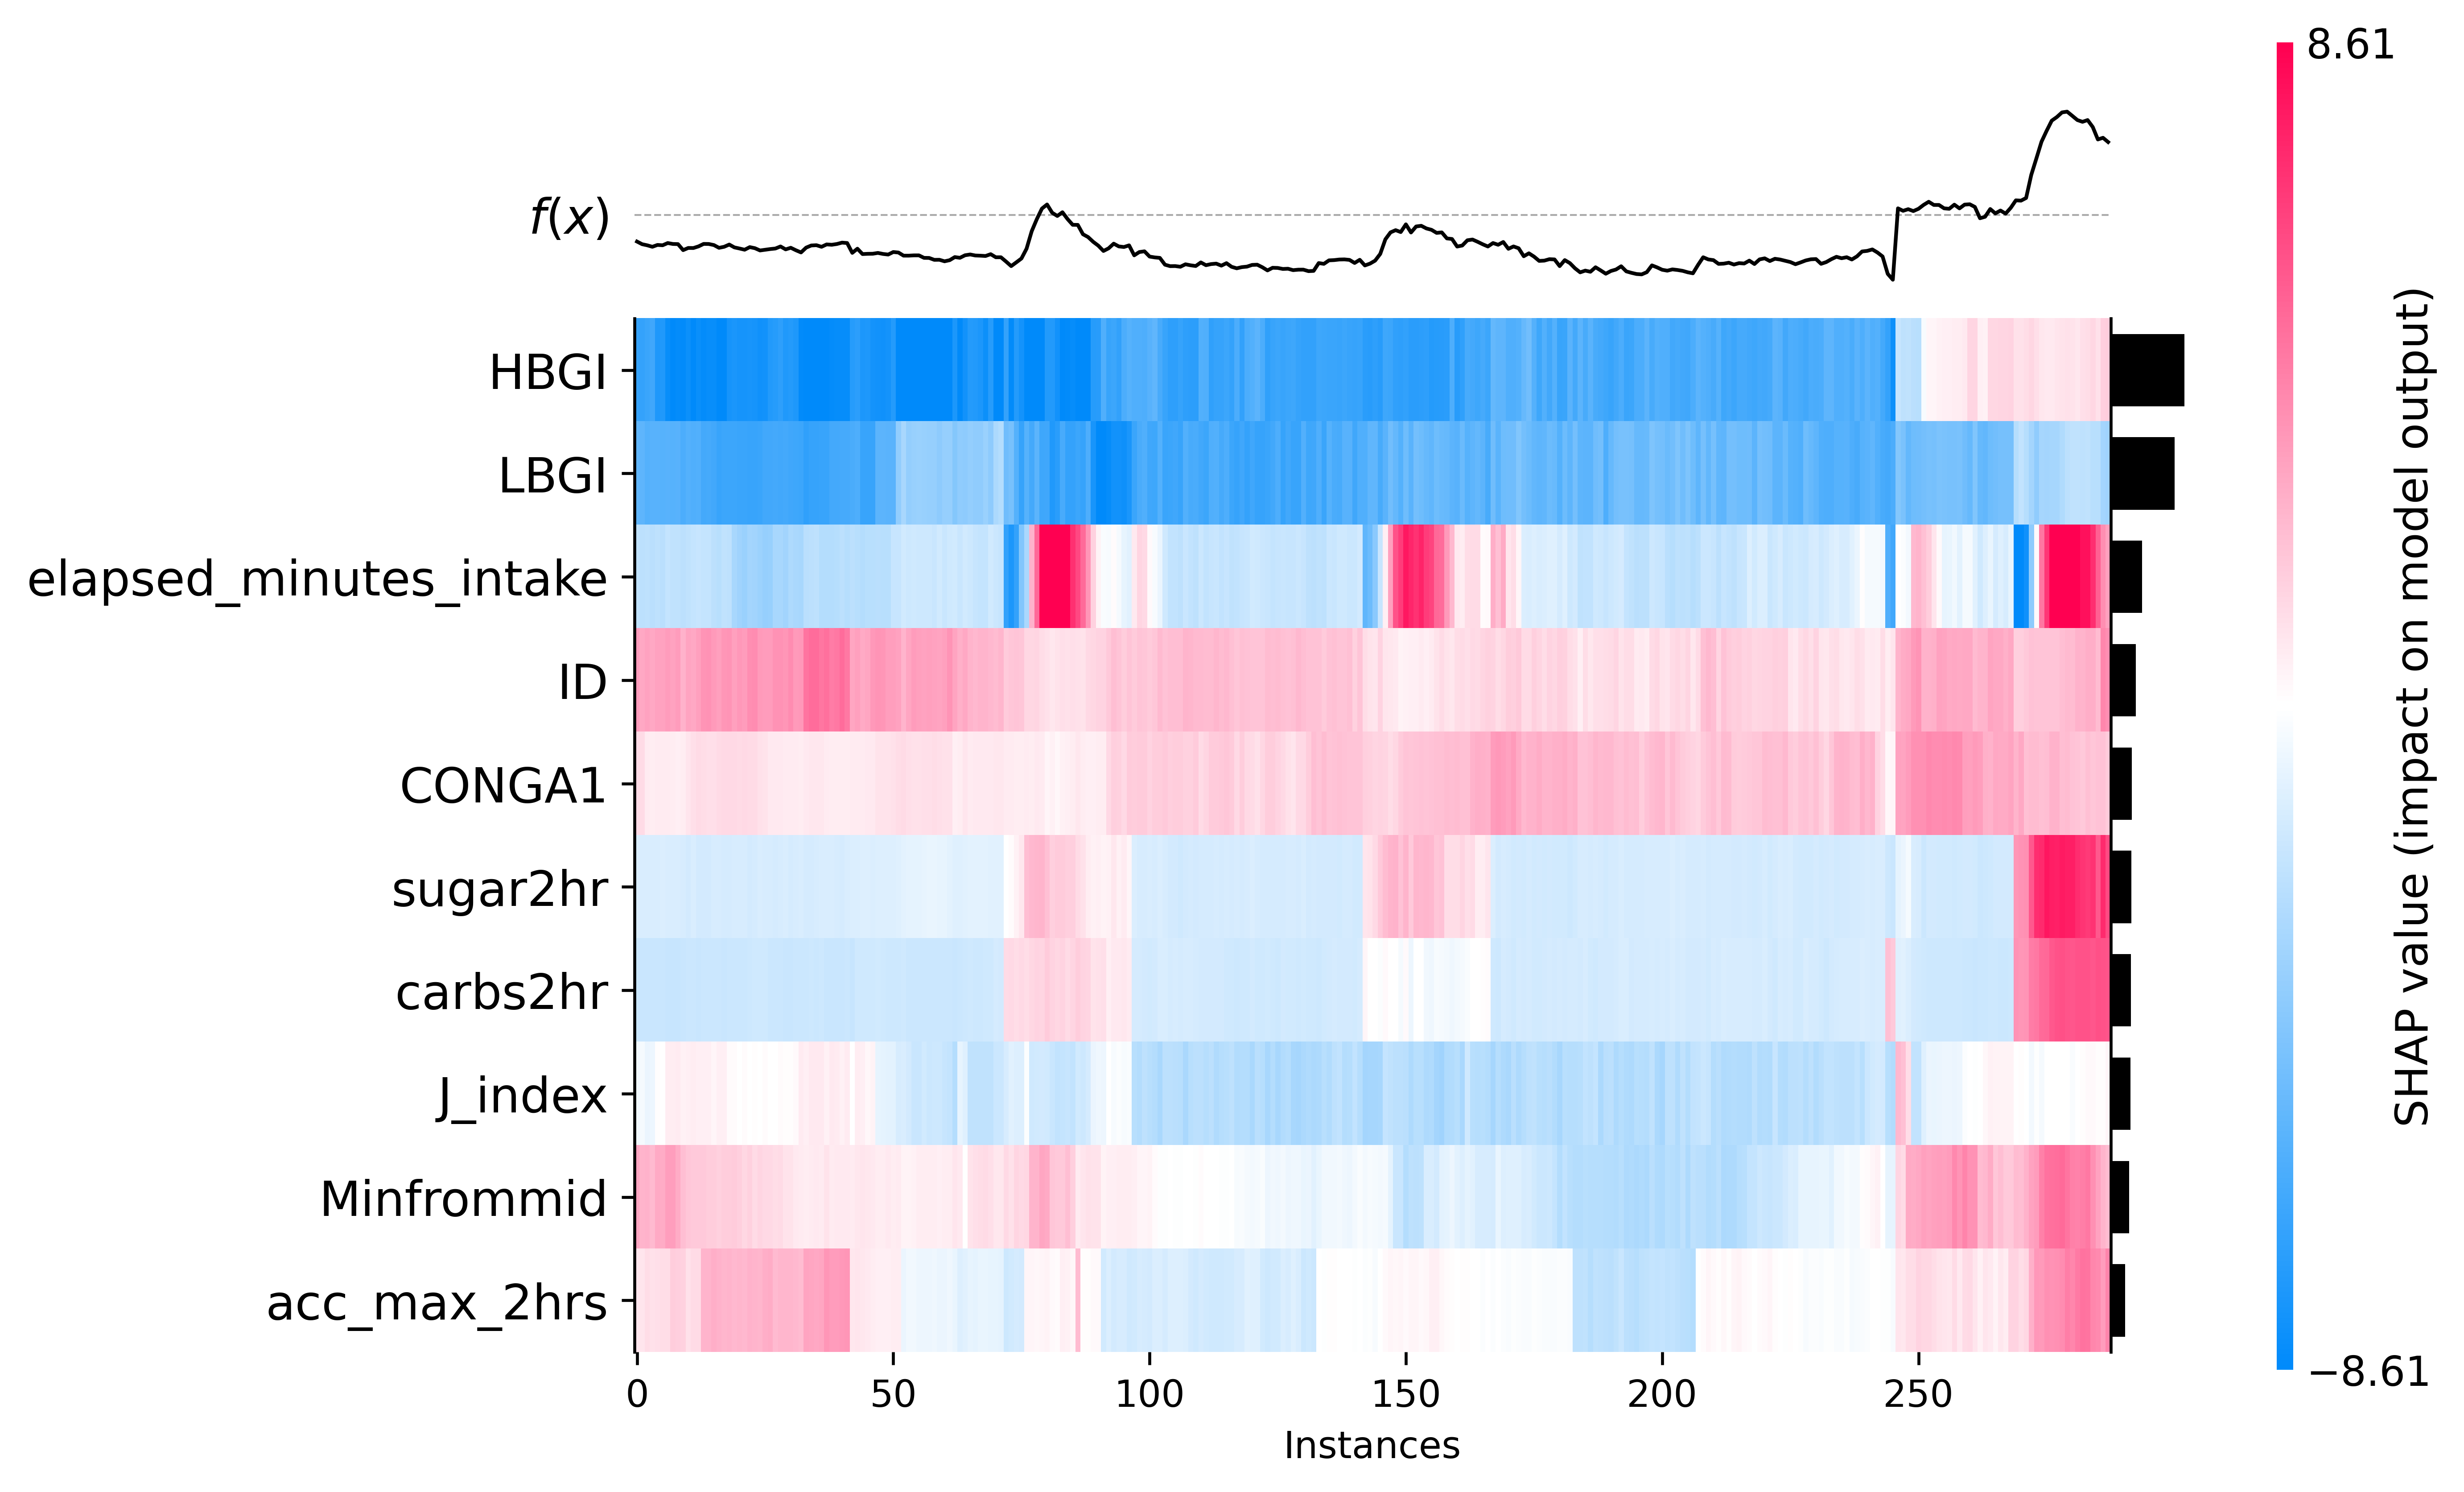 8.61
f(x)
HBGI
LBGI
elapsed_minutes_intake
ID
CONGA1
sugar2hr
carbs2hr
J_index
Minfrommid
acc_max_2hrs
0 50 100 150 200 250
Instances
−8.61
SHAP value (impact on model output)